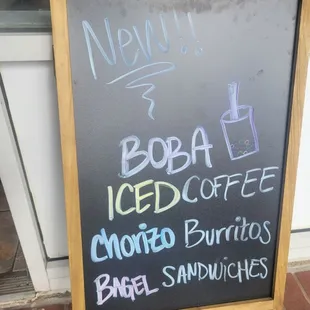 New!!
BOBA
ICED COFFEE
Chorizo Burritos
BAGEL SANDWICHES